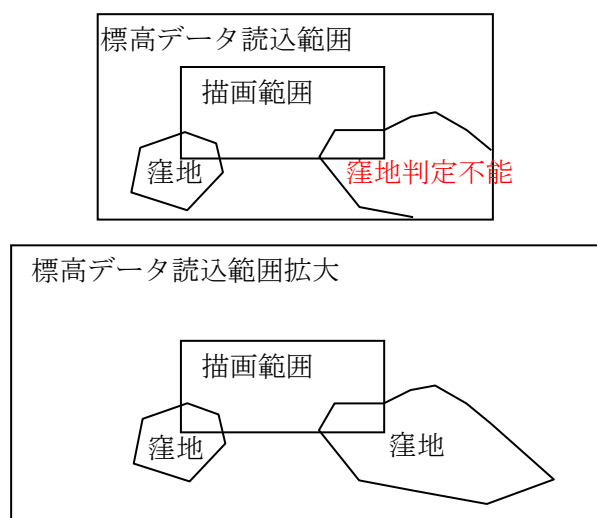 標高データ読込範囲
描画範囲
窪地
窪地判定不能
標高データ読込範囲拡大
描画範囲
窪地
窪地